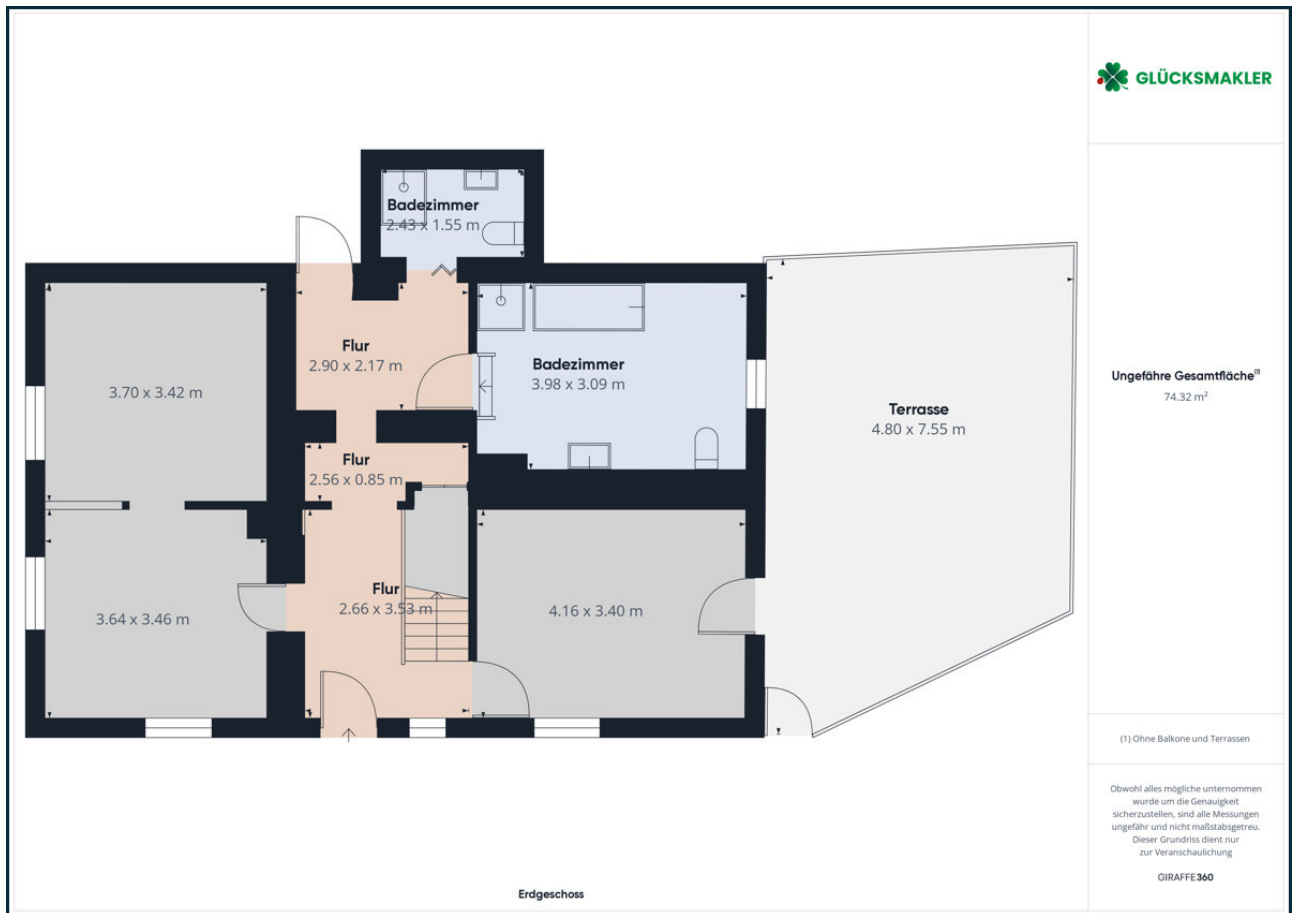 GLÜCKSMAKLER
Badezimmer
2.43 x 1.55 m
Flur
2.90 x 2.17 m
Badezimmer
3.98 x 3.09 m
3.70 x 3.42 m
Terrasse
4.80 x 7.55 m
Flur
2.56 x 0.85 m
Flur
2.66 x 3.53 m
3.64 x 3.46 m
4.16 x 3.40 m
Erdgeschoss
Ungefähre Gesamtfläche⁽¹⁾
74.32 m²
(1) Ohne Balkone und Terrassen
Obwohl alles mögliche unternommen
wurde um die Genauigkeit
sicherzustellen, sind alle Messungen
ungefähr und nicht maßstabsgetreu.
Dieser Grundriss dient nur
zur Veranschaulichung
GIRAFFE360